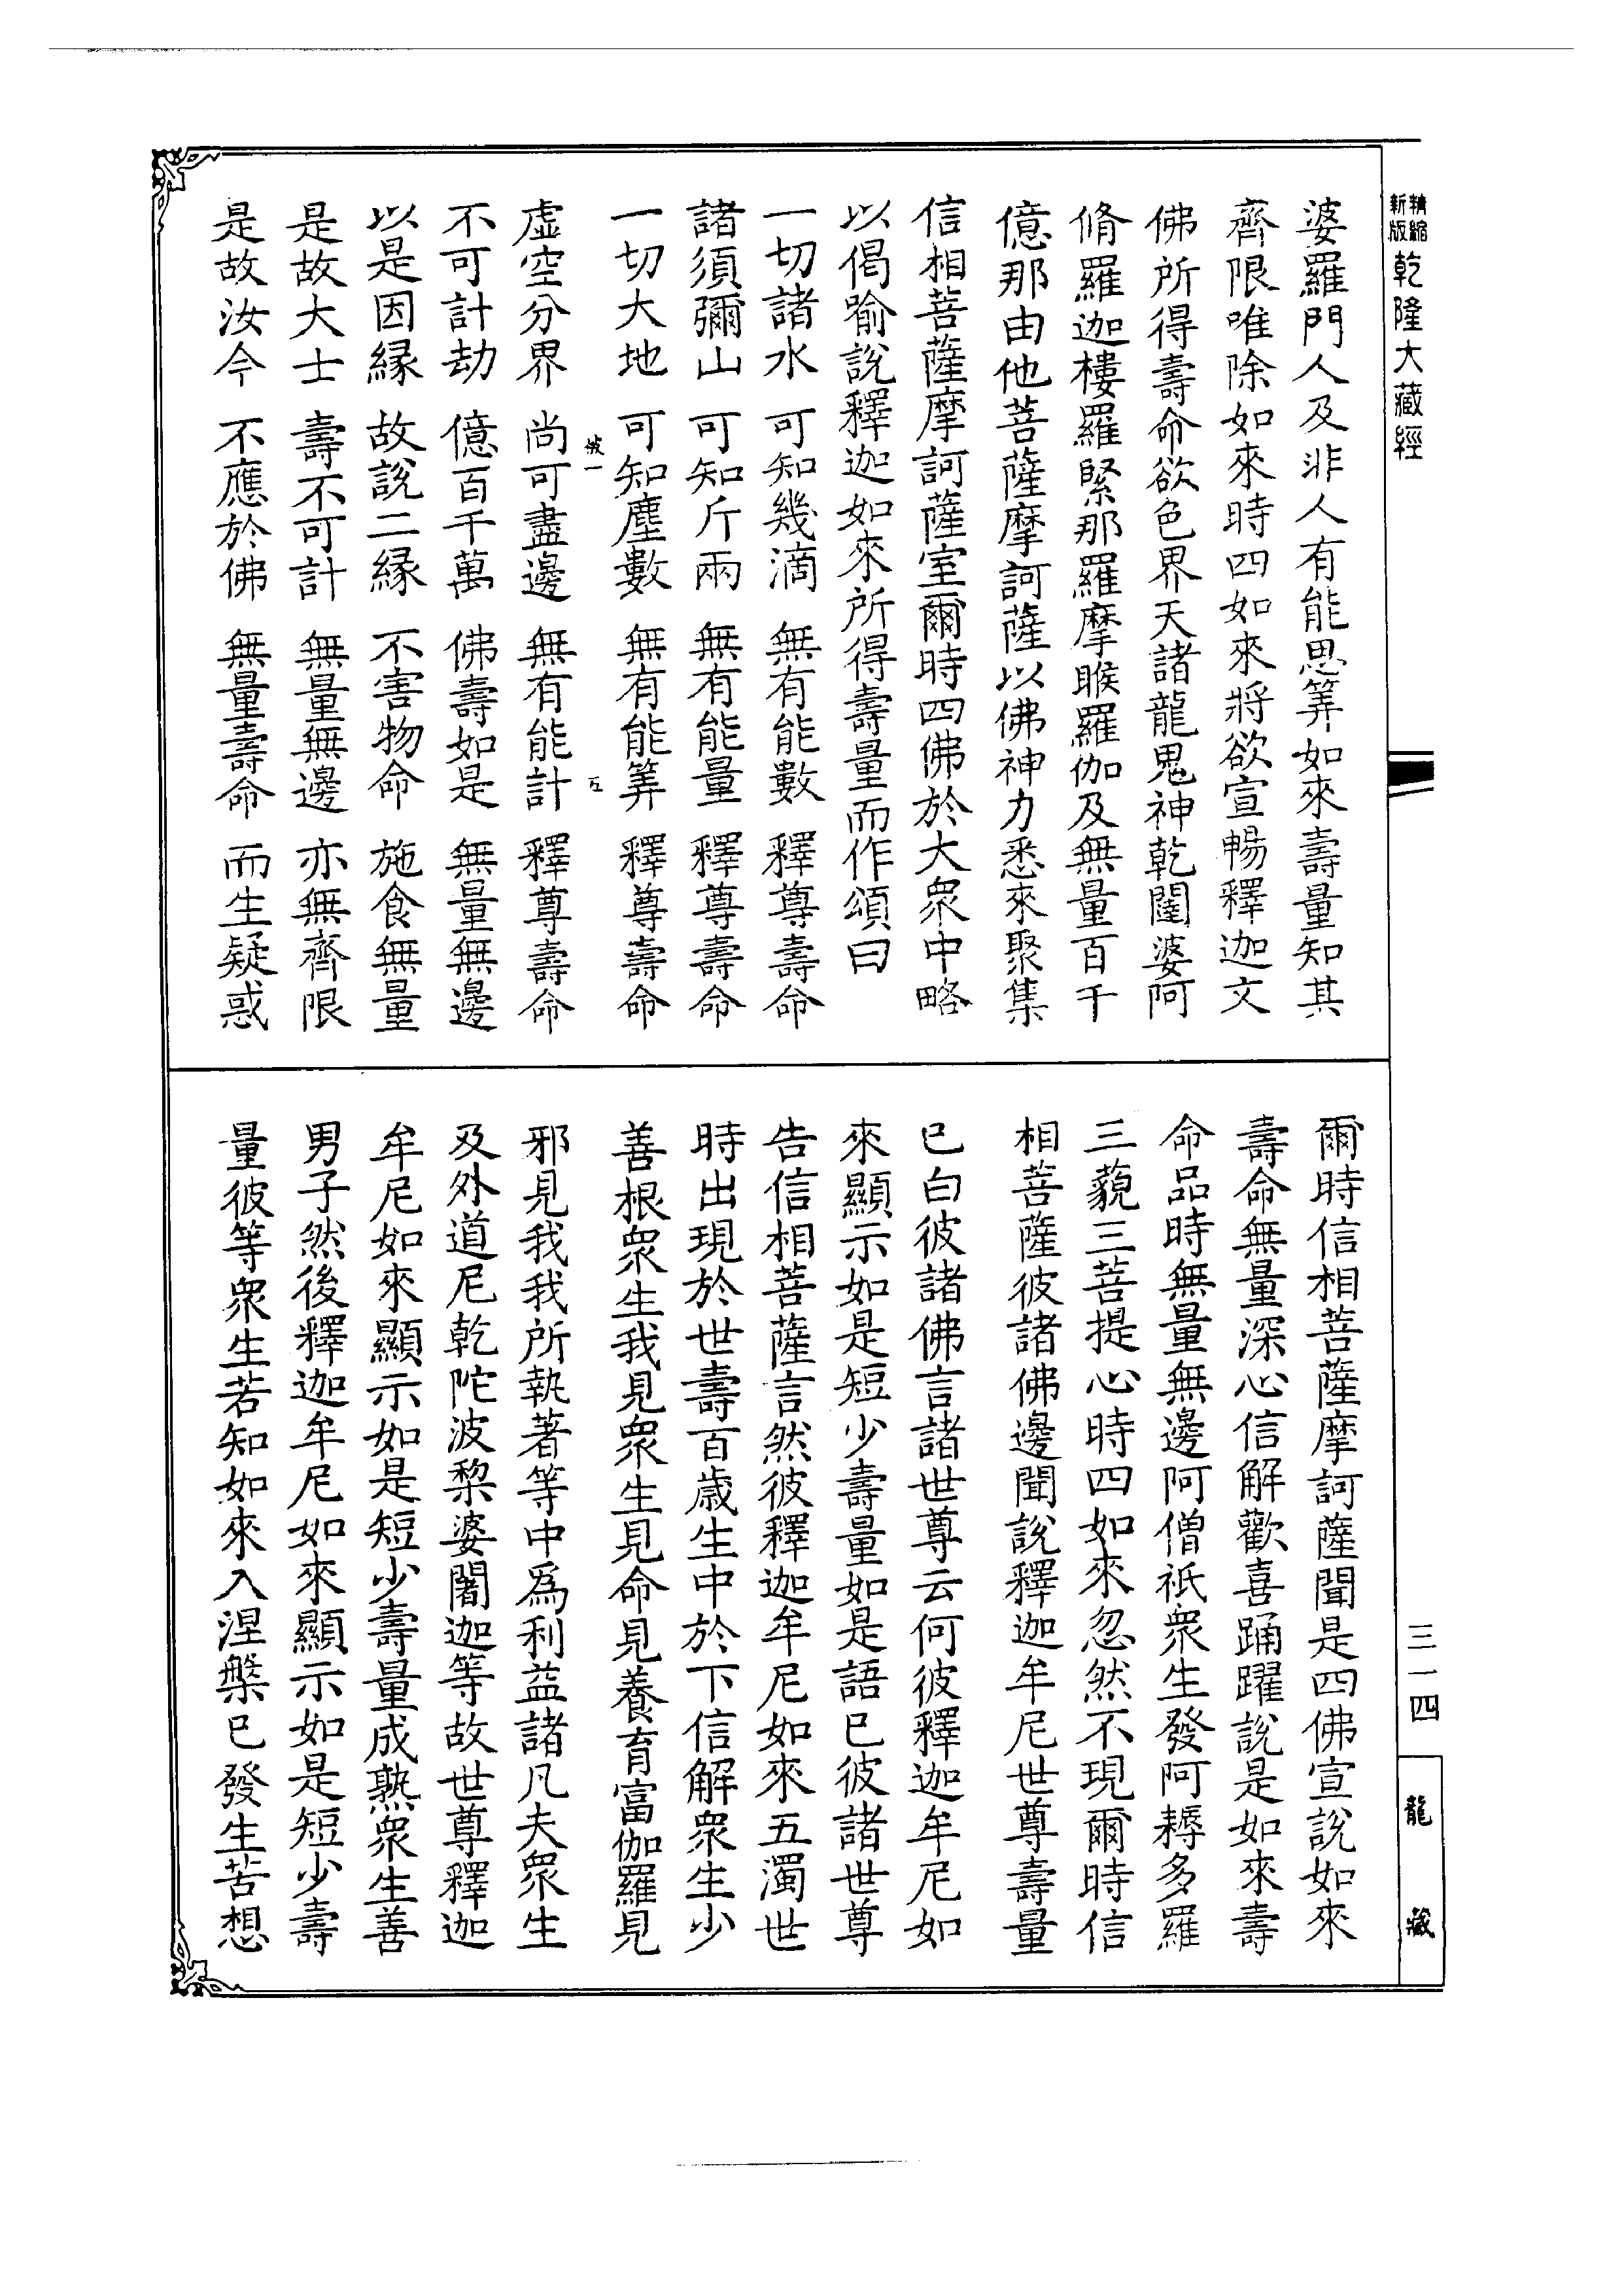 精縮新版乾隆大藏經
婆羅門人及非人有能思筭如來壽量知其
齊限唯除如來時四如來將欲宣暢釋迦文
佛所得壽命欲色界天諸龍鬼神乾闥婆阿
脩羅迦樓羅緊那羅摩睺羅伽及無量百千
億那由他菩薩摩訶薩以佛神力悉來聚集
信相菩薩摩訶薩室爾時四佛於大眾中略
以偈喻說釋迦如來所得壽量而作頌曰
一切諸水 可知幾滴 無有能數 釋尊壽命
諸須彌山 可知斤兩 無有能量 釋尊壽命
一切大地 可知塵數 無有能筭 釋尊壽命
虛空分界 尚可盡邊 無有能計 釋尊壽命
不可計劫 億百千萬 佛壽如是 無量無邊
以是因緣 故說二緣 不害物命 施食無量
是故大士 壽不可計 無量無邊 亦無齊限
是故汝今 不應於佛 無量壽命 而生疑惑
爾時信相菩薩摩訶薩聞是四佛宣說如來
壽命無量深心信解歡喜踊躍說是如來壽
命品時無量無邊阿僧祇眾生發阿耨多羅
三藐三菩提心時四如來忽然不現爾時信
相菩薩彼諸佛邊聞說釋迦牟尼世尊壽量
已白彼諸佛言諸世尊云何彼釋迦牟尼如
來顯示如是短少壽量如是語已彼諸世尊
告信相菩薩言然彼釋迦牟尼如來五濁世
時出現於世壽百歲生中於下信解眾生少
善根眾生我見眾生見命見養育富伽羅見
邪見我我所執著等中為利益諸凡夫眾生
及外道尼乾陀波梨婆闍迦等故世尊釋迦
牟尼如來顯示如是短少壽量成熟眾生善
男子然後釋迦牟尼如來顯示如是短少壽
量彼等眾生若知如來入涅槃已發生苦想
三一四
龍藏